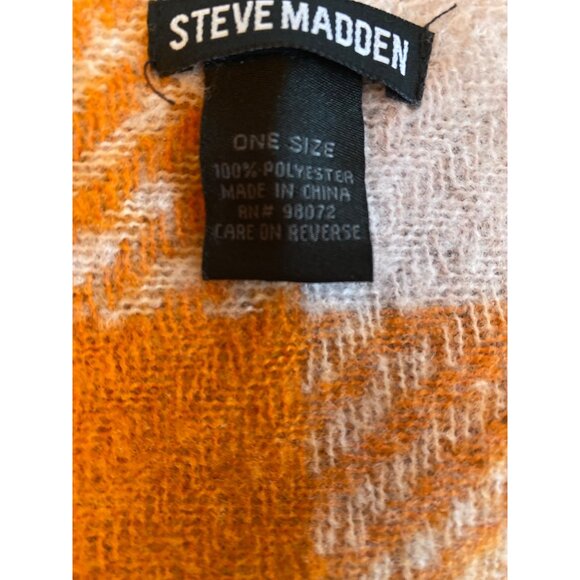 STEVE MADDEN
ONE SIZE
100% POLYESTER
MADE IN CHINA
RN# 98072
CARE ON REVERSE